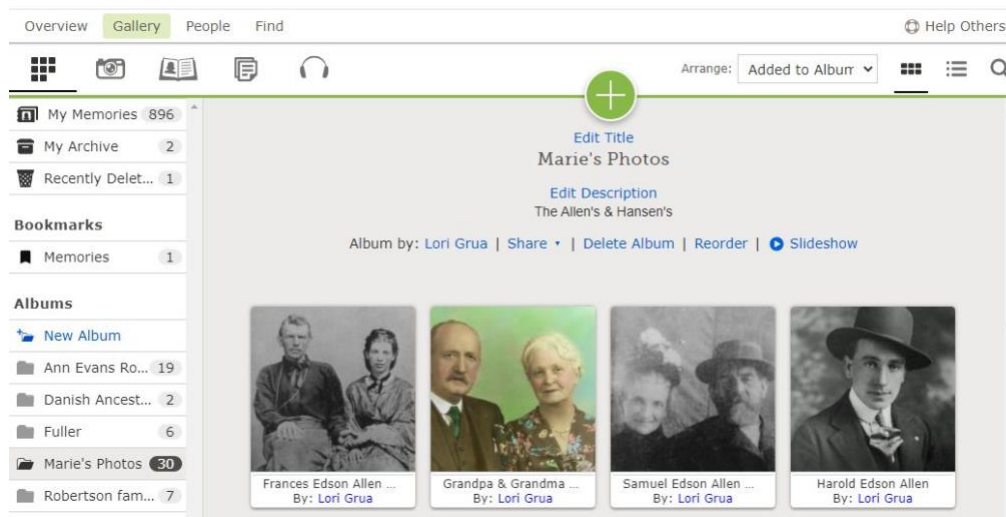 Overview Gallery People Find Help Others
Arrange: Added to Album
My Memories 896
My Archive 2
Recently Delet... 1
Bookmarks
Memories 1
Albums
New Album
Ann Evans Ro... 19
Danish Ancest... 2
Fuller 6
Marie's Photos 30
Robertson fam... 7
Edit Title
Marie's Photos
Edit Description
The Allen's & Hansen's
Album by: Lori Grua | Share | Delete Album | Reorder | Slideshow
Frances Edson Allen ...
By: Lori Grua
Grandpa & Grandma ...
By: Lori Grua
Samuel Edson Allen ...
By: Lori Grua
Harold Edson Allen
By: Lori Grua